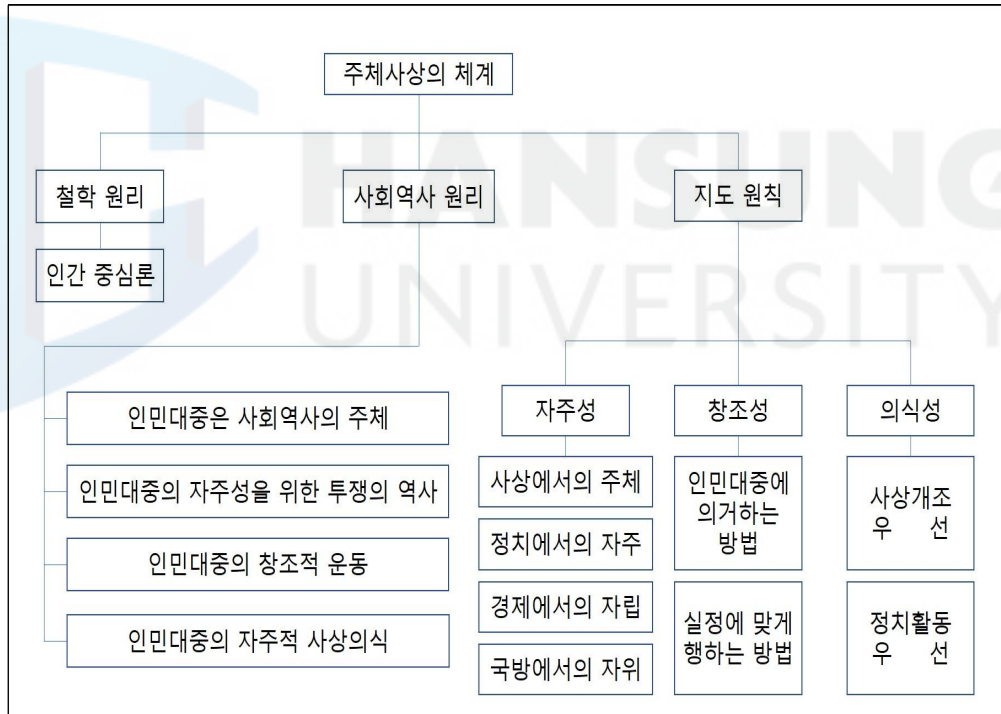 주체사상의 체계
철학 원리
사회역사 원리
지도 원칙
인간 중심론
HANSUNG
UNIVERSITY
인민대중은 사회역사의 주체
인민대중의 자주성을 위한 투쟁의 역사
인민대중의 창조적 운동
인민대중의 자주적 사상의식
자주성
창조성
의식성
사상에서의 주체
정치에서의 자주
경제에서의 자립
국방에서의 자위
인민대중에
의거하는
방법
실정에 맞게
행하는 방법
사상개조
우 선
정치활동
우 선